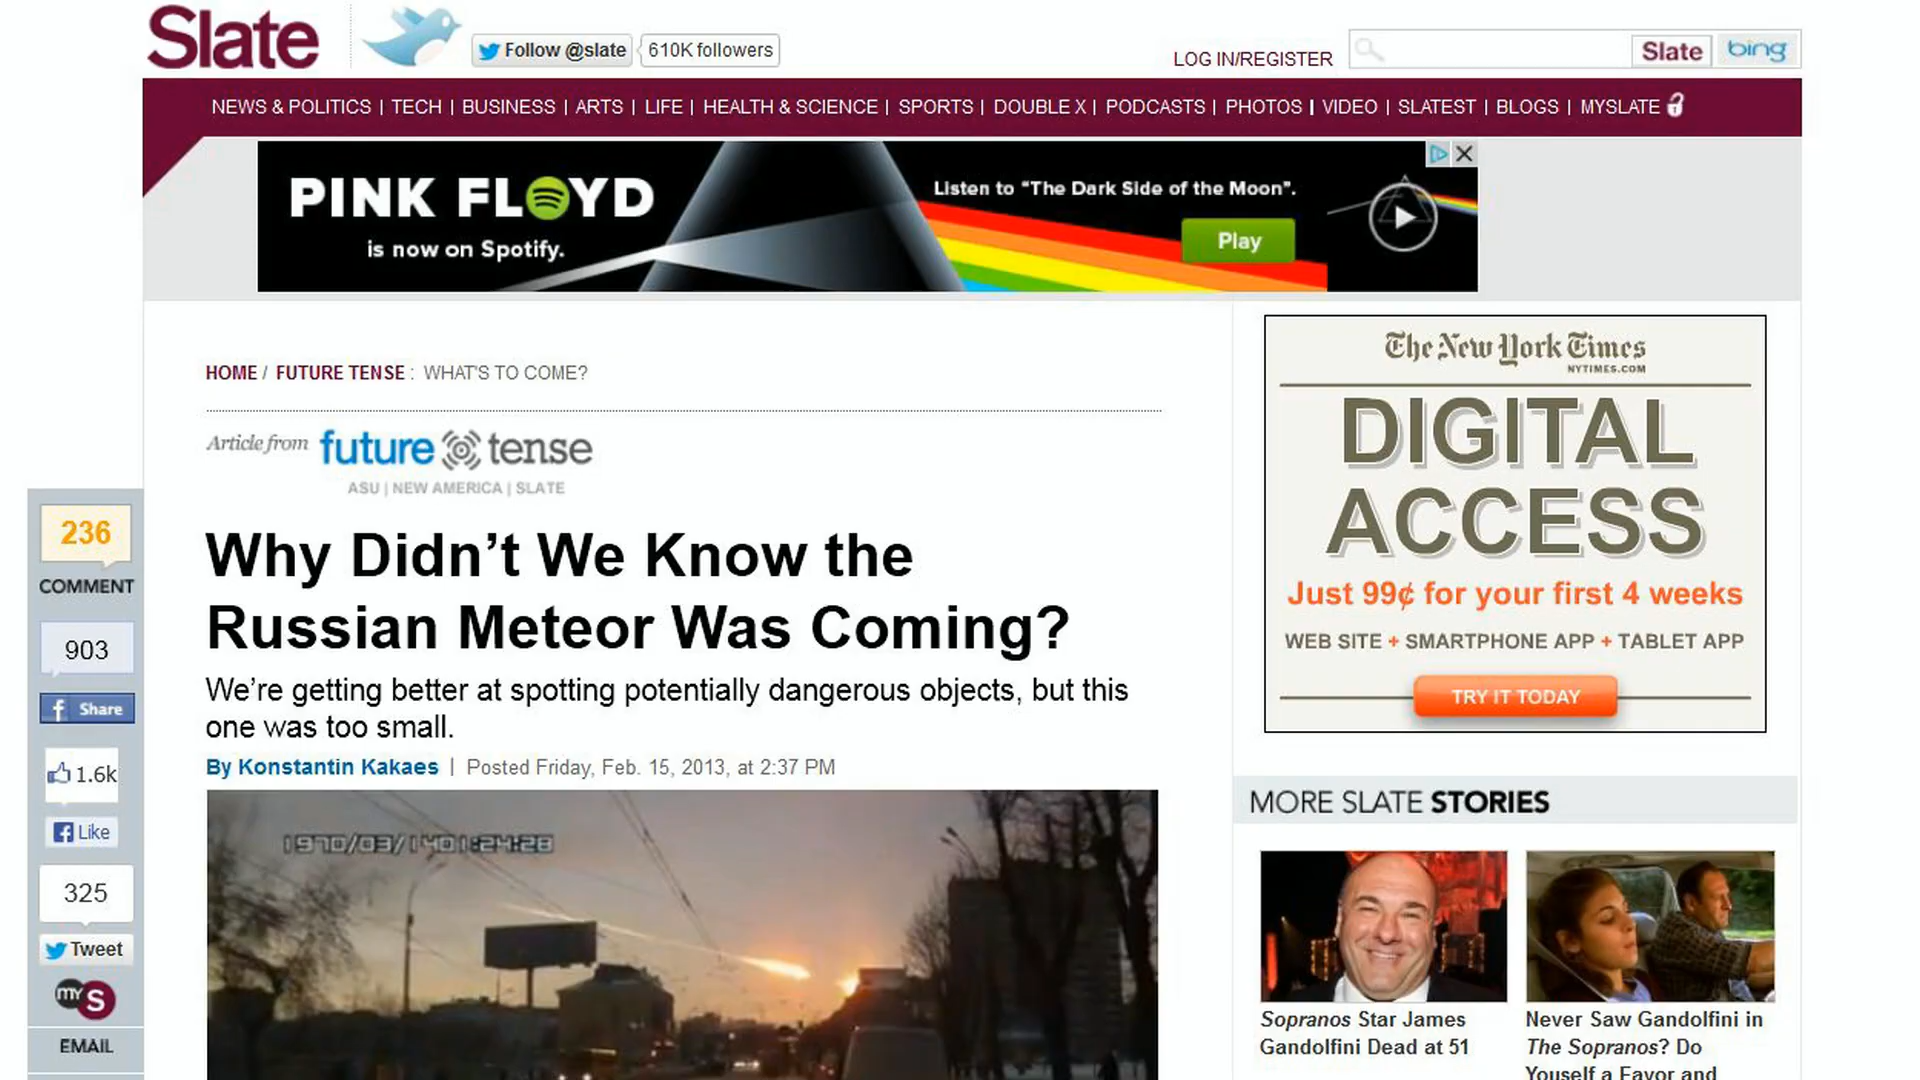 Slate
Follow @slate
610K followers
LOG IN/REGISTER
Slate
bing
NEWS & POLITICS | TECH | BUSINESS | ARTS | LIFE | HEALTH & SCIENCE | SPORTS | DOUBLE X | PODCASTS | PHOTOS | VIDEO | SLATEST | BLOGS | MYSLATE
PINK FLOYD
is now on Spotify.
Listen to "The Dark Side of the Moon".
Play
HOME / FUTURE TENSE : WHAT'S TO COME?
Article from future tense
ASU | NEW AMERICA | SLATE
Why Didn't We Know the
Russian Meteor Was Coming?
We're getting better at spotting potentially dangerous objects, but this
one was too small.
By Konstantin Kakaes | Posted Friday, Feb. 15, 2013, at 2:37 PM
1970/03/14 01:24:28
236
COMMENT
903
f Share
1.6k
f Like
325
Tweet
my S
EMAIL
The New York Times
NYTIMES.COM
DIGITAL
ACCESS
Just 99¢ for your first 4 weeks
WEB SITE + SMARTPHONE APP + TABLET APP
TRY IT TODAY
MORE SLATE STORIES
Sopranos Star James
Gandolfini Dead at 51
Never Saw Gandolfini in
The Sopranos? Do
Youself a Favor and